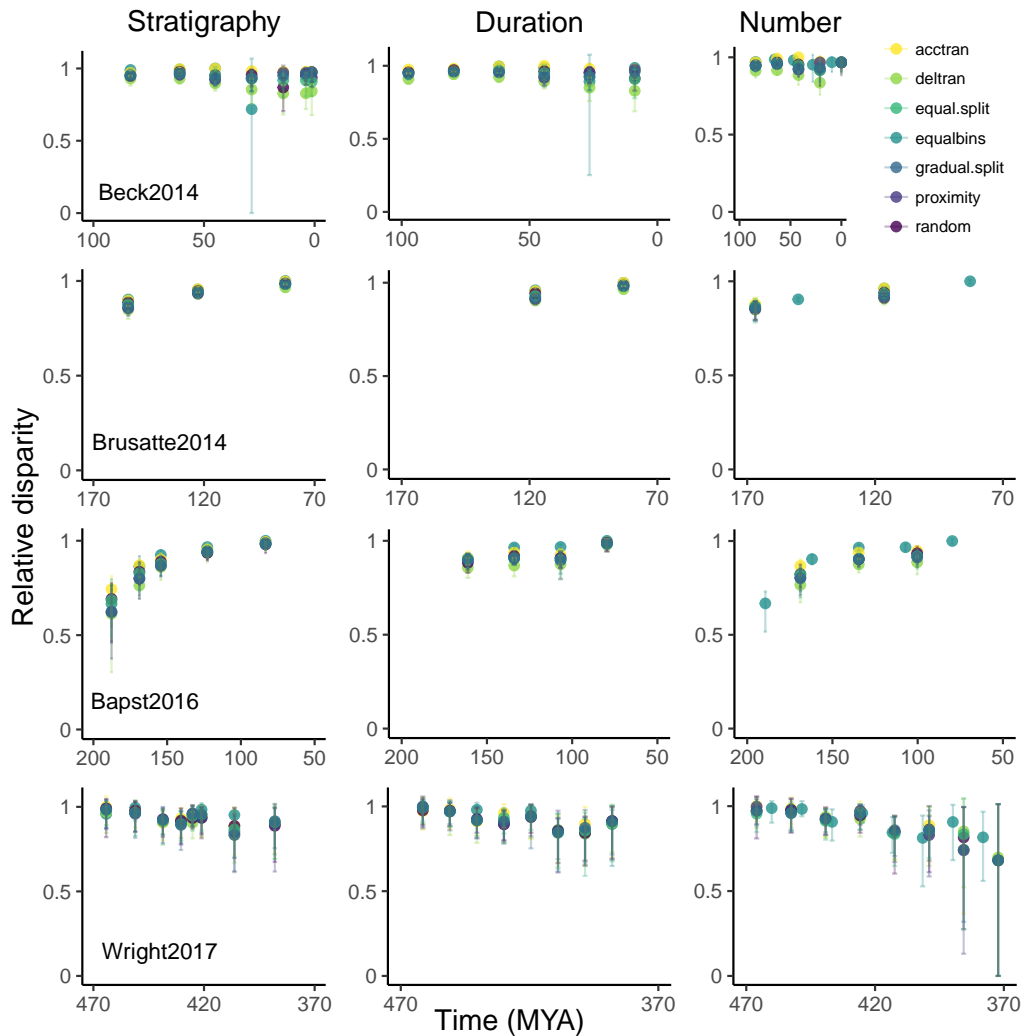 Stratigraphy Duration Number
acctran
deltran
equal.split
equalbins
gradual.split
proximity
random
1 1 1
0.5 0.5 0.5
Beck2014
0 0 0
100 50 0 100 50 0 100 50 0
1 1 1
0.5 0.5 0.5
Brusatte2014
0 0 0
170 120 70 170 120 70 170 120 70
Relative disparity
1 1 1
0.5 0.5 0.5
Bapst2016
0 0 0
200 150 100 50 200 150 100 50 200 150 100 50
1 1 1
0.5 0.5 0.5
Wright2017
0 0 0
470 420 370 470 370 470 420 370
Time (MYA)